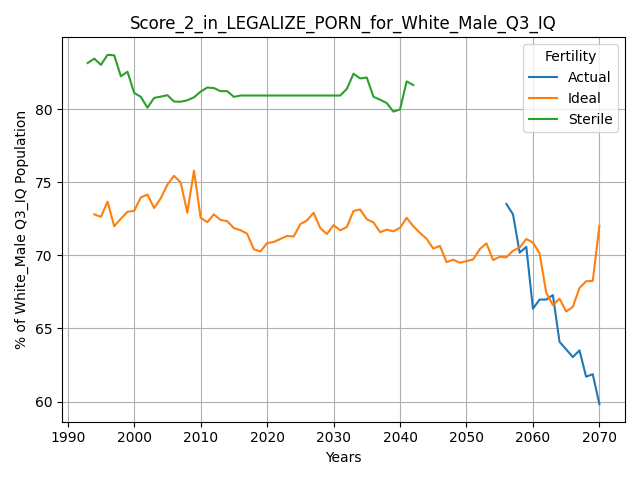 Score_2_in_LEGALIZE_PORN_for_White_Male_Q3_IQ
% of White_Male Q3_IQ Population
80
75
70
65
60
Fertility
Actual
Ideal
Sterile
1990 2000 2010 2020 2030 2040 2050 2060 2070
Years